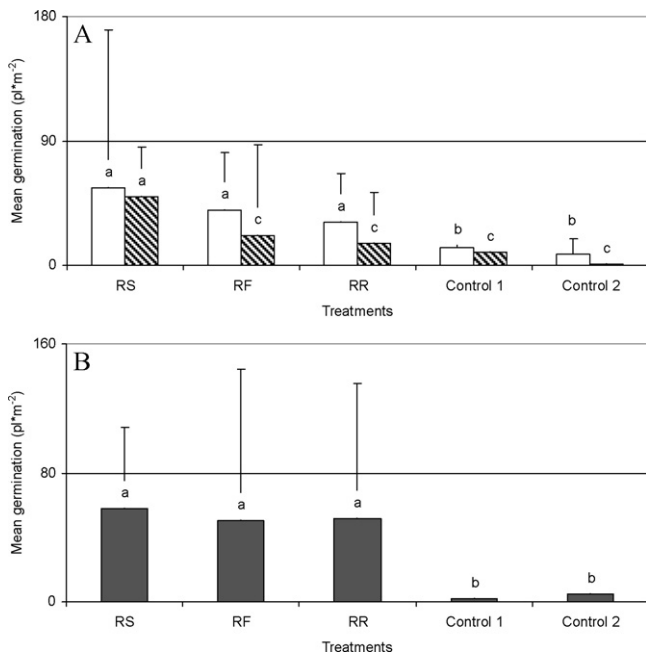 A
180
90
0
Mean germination (pl*m-2)
a a a c a c b c b c
RS RF RR Control 1 Control 2
Treatments
B
160
80
0
Mean germination (pl*m-2)
a a a b b
RS RF RR Control 1 Control 2
Treatments